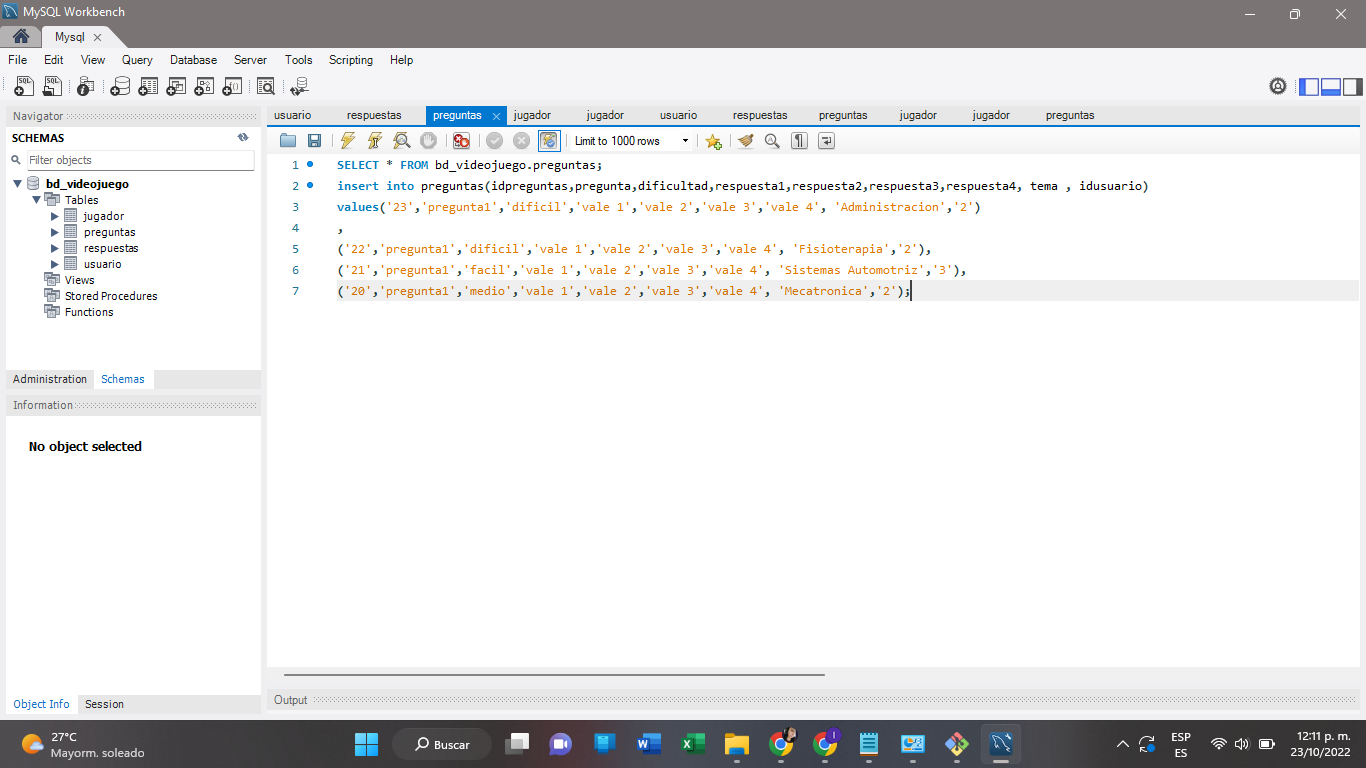 MySQL Workbench
Mysql
File Edit View Query Database Server Tools Scripting Help
Navigator
SCHEMAS
Filter objects
bd_videojuego
Tables
jugador
preguntas
respuestas
usuario
Views
Stored Procedures
Functions
Administration Schemas
Information
No object selected
Object Info Session
usuario respuestas preguntas jugador jugador usuario respuestas preguntas jugador jugador preguntas
Limit to 1000 rows
1 SELECT * FROM bd_videojuego.preguntas;
2 insert into preguntas(idpreguntas,pregunta,dificultad,respuesta1,respuesta2,respuesta3,respuesta4, tema , idusuario)
3 values('23','pregunta1','dificil','vale 1','vale 2','vale 3','vale 4', 'Administracion','2')
4 ,
5 ('22','pregunta1','dificil','vale 1','vale 2','vale 3','vale 4', 'Fisioterapia','2'),
6 ('21','pregunta1','facil','vale 1','vale 2','vale 3','vale 4', 'Sistemas Automotriz','3'),
7 ('20','pregunta1','medio','vale 1','vale 2','vale 3','vale 4', 'Mecatronica','2');
Output
27°C
Mayorm. soleado
Buscar
ESP
ES
12:11 p. m.
23/10/2022